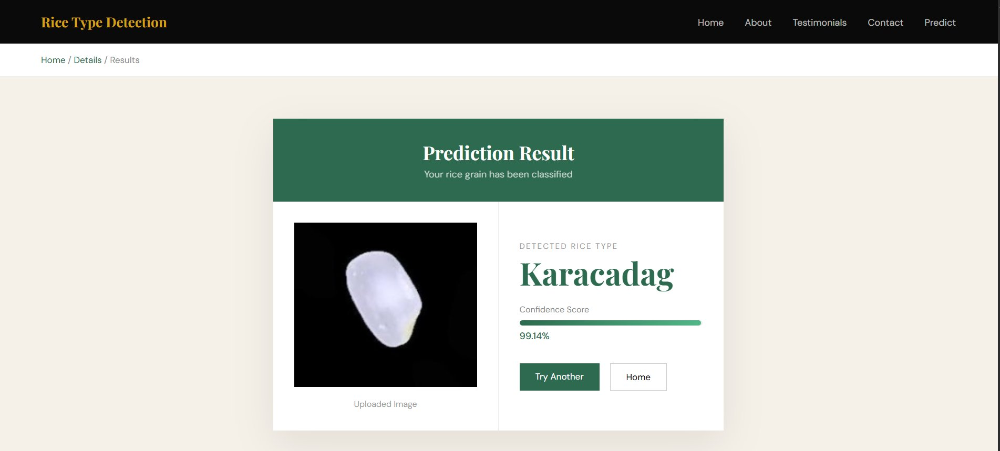 Rice Type Detection
Home About Testimonials Contact Predict
Home / Details / Results
Prediction Result
Your rice grain has been classified
Uploaded Image
DETECTED RICE TYPE
Karacadag
Confidence Score
99.14%
Try Another
Home